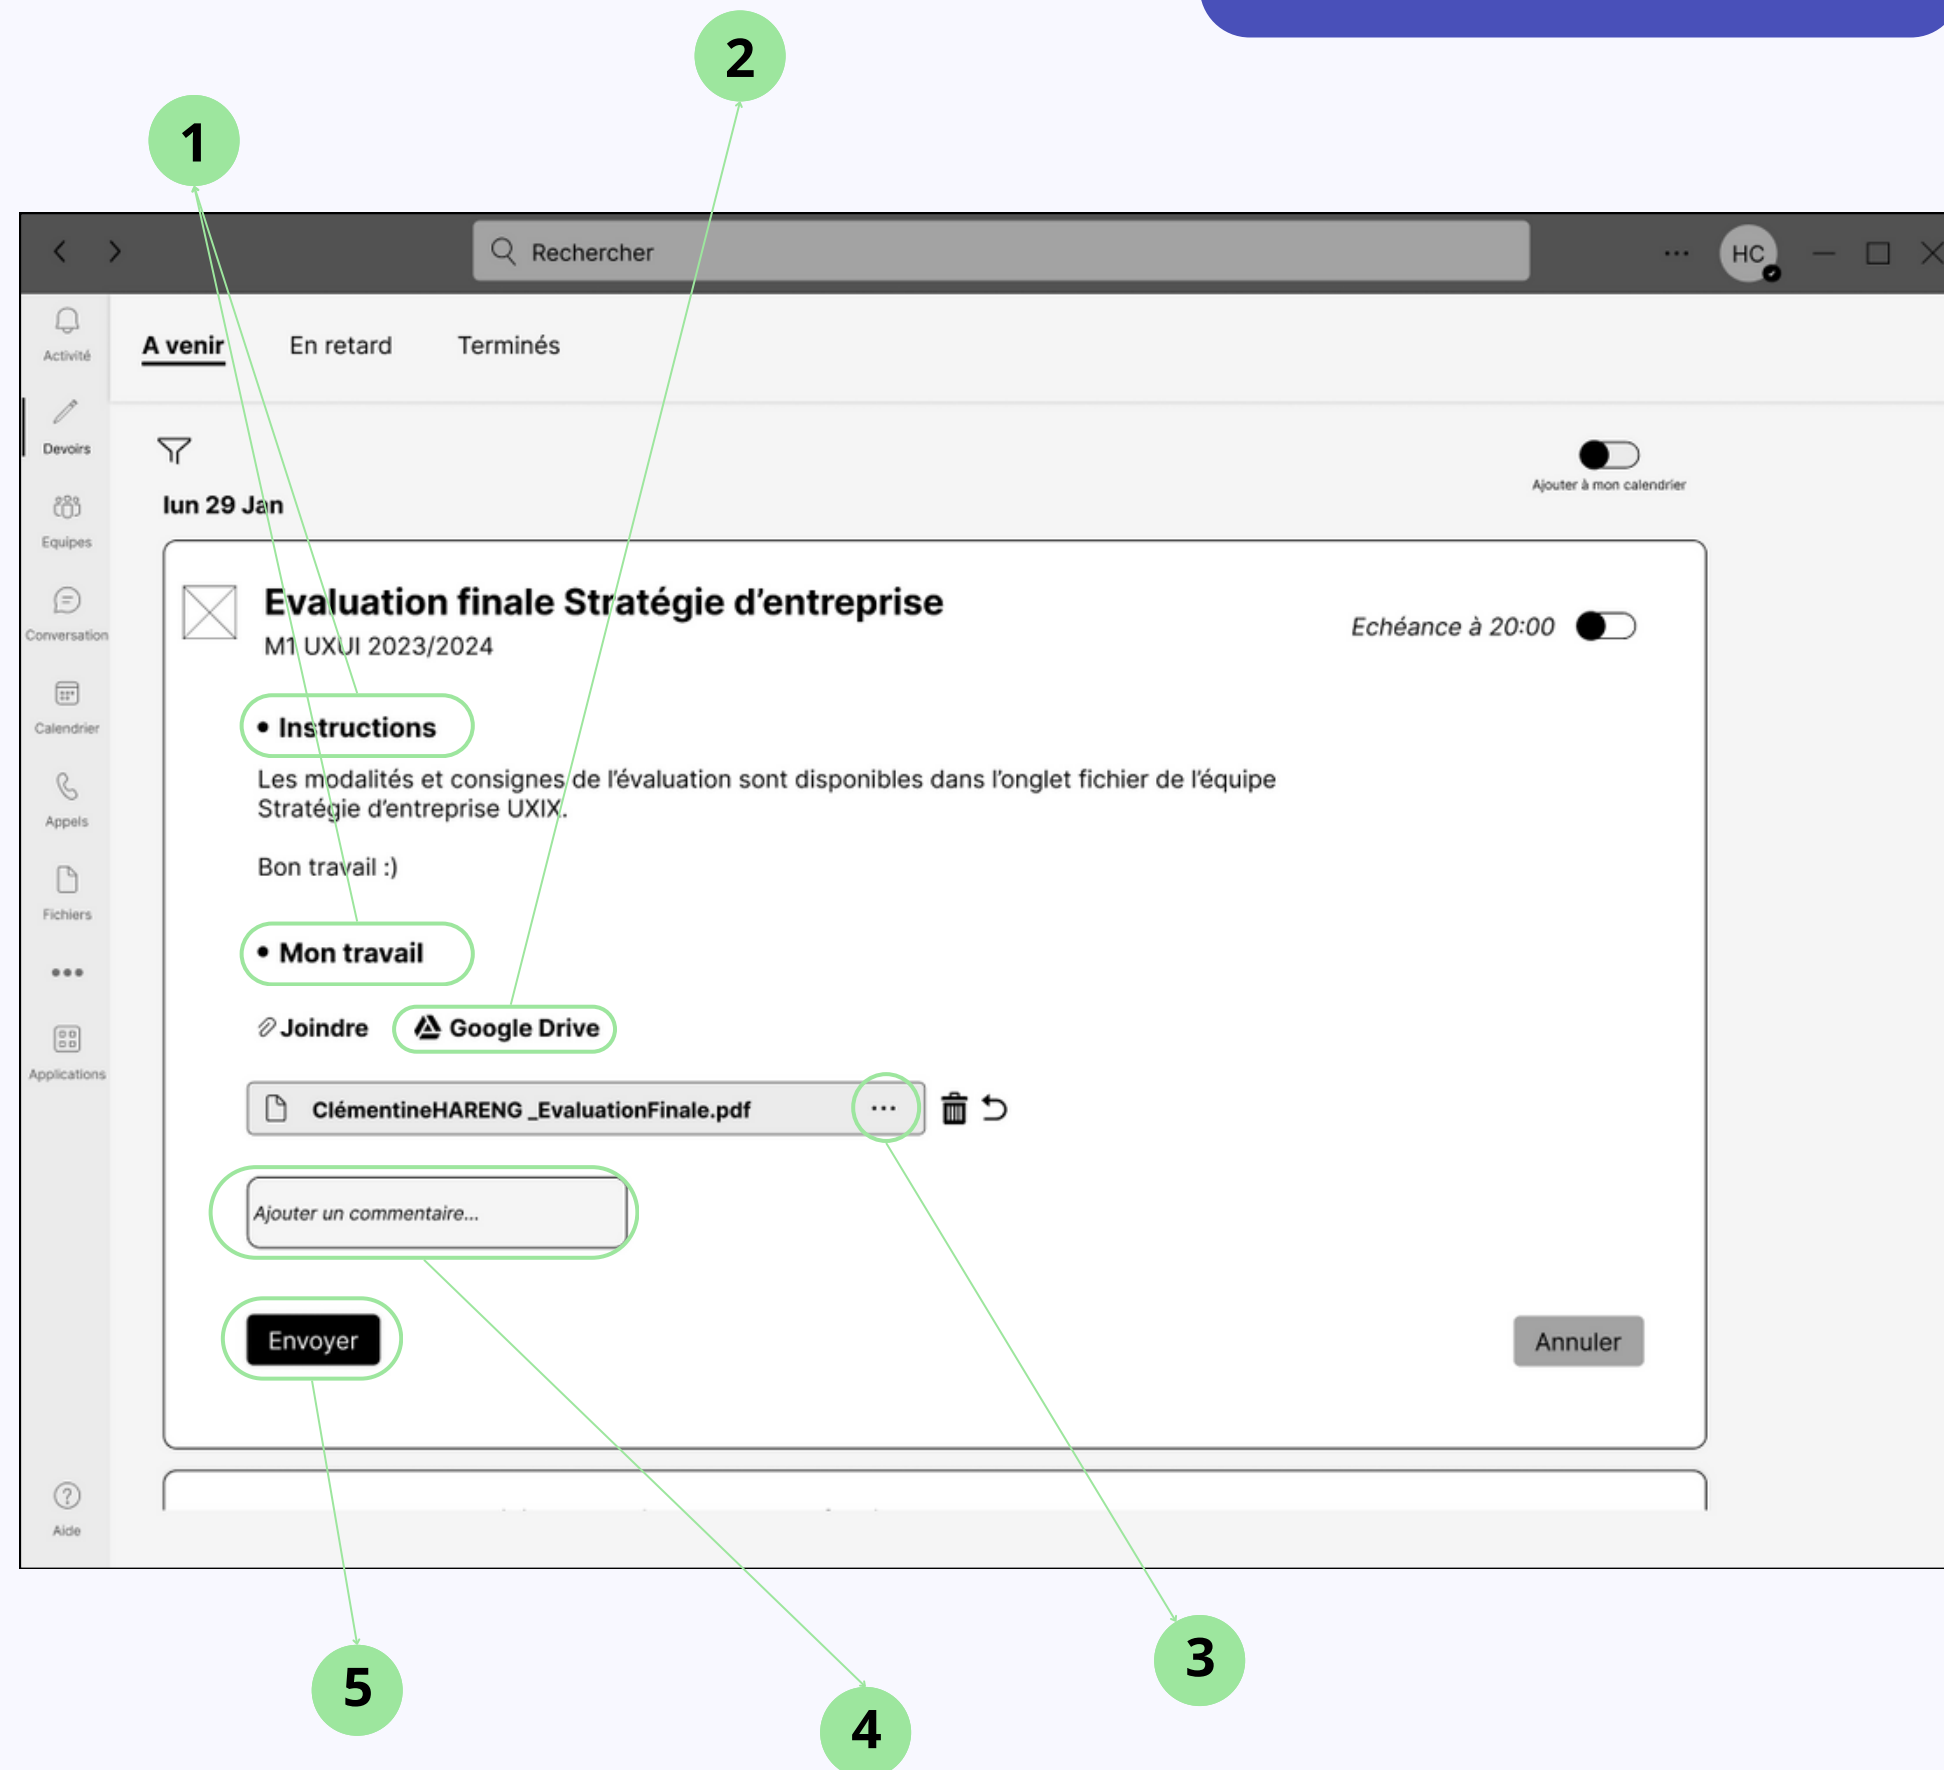 2
1
Rechercher
HC
Activité
A venir
En retard
Terminés
Devoirs
Ajouter à mon calendrier
lun 29 Jan
Equipes
Evaluation finale Stratégie d’entreprise
M1 UXUI 2023/2024
Echéance à 20:00
Conversation
• Instructions
Calendrier
Les modalités et consignes de l’évaluation sont disponibles dans l’onglet fichier de l’équipe
Stratégie d’entreprise UXIX.
Appels
Bon travail :)
Fichiers
• Mon travail
Joindre
Google Drive
Applications
ClémentineHARENG _EvaluationFinale.pdf
Ajouter un commentaire...
Envoyer
Annuler
Aide
3
5
4